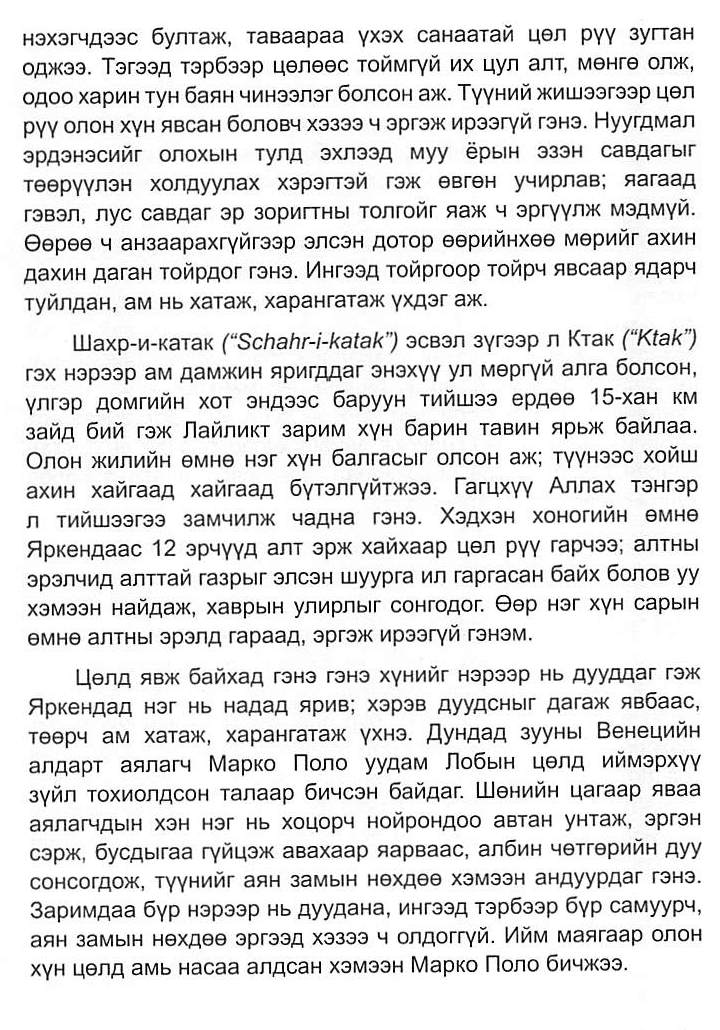 нэхэгчдээс бултаж, таваараа үхэх санаатай цөл рүү зугтан
оджээ. Тэгээд тэрбээр цөлөөс тоймгүй их цул алт, мөнгө олж,
одоо харин тун баян чинээлэг болсон аж. Түүний жишээгээр цөл
рүү олон хүн явсан боловч хэзээ ч эргэж ирээгүй гэнэ. Нуугдмал
эрдэнэсийг олохын тулд эхлээд муу ёрын эзэн савдагыг
төөрүүлэн холдуулах хэрэгтэй гэж өвгөн учирлав; яагаад
гэвэл, лус савдаг эр зоригтны толгойг яаж ч эргүүлж мэдмүй.
Өөрөө ч анзаарахгүйгээр элсэн дотор өөрийнхөө мөрийг ахин
дахин даган тойрдог гэнэ. Ингээд тойргоор тойрч явсаар ядарч
туйлдан, ам нь хатаж, харангатаж үхдэг аж.
Шахр-и-катак (“Schahr-i-katak”) эсвэл зүгээр л Ктак (“Ktak”)
гэх нэрээр ам дамжин яригддаг энэхүү ул мөргүй алга болсон,
үлгэр домгийн хот эндээс баруун тийшээ ердөө 15-хан км
зайд бий гэж Лайликт зарим хүн барин тавин ярьж байлаа.
Олон жилийн өмнө нэг хүн балгасыг олсон аж; түүнээс хойш
ахин хайгаад хайгаад бүтэлгүйтжээ. Гагцхүү Аллах тэнгэр
л тийшээгээ замчилж чадна гэнэ. Хэдхэн хоногийн өмнө
Яркендаас 12 эрчүүд алт эрж хайхаар цөл рүү гарчээ; алтны
эрэлчид алттай газрыг элсэн шуурга ил гаргасан байх болов уу
хэмээн найдаж, хаврын улирлыг сонгодог. Өөр нэг хүн сарын
өмнө алтны эрэлд гараад, эргэж ирээгүй гэнэм.
Цөлд явж байхад гэнэ гэнэ хүнийг нэрээр нь дууддаг гэж
Яркендад нэг нь надад ярив; хэрэв дуудсныг дагаж явбаас,
төөрч ам хатаж, харангатаж үхнэ. Дундад зууны Венецийн
алдарт аялагч Марко Поло уудам Лобын цөлд иймэрхүү
зүйл тохиолдсон талаар бичсэн байдаг. Шөнийн цагаар яваа
аялагчдын хэн нэг нь хоцорч нойрондоо автан унтаж, эргэн
сэрж, бусдыгаа гүйцэж авахаар яарваас, албин чөтгөрийн дуу
сонсогдож, түүнийг аян замын нөхдөө хэмээн андуурдаг гэнэ.
Заримдаа бүр нэрээр нь дуудана, ингээд тэрбээр бүр самуурч,
аян замын нөхдөө эргээд хэзээ ч олдоггүй. Ийм маягаар олон
хүн цөлд амь насаа алдсан хэмээн Марко Поло бичжээ.